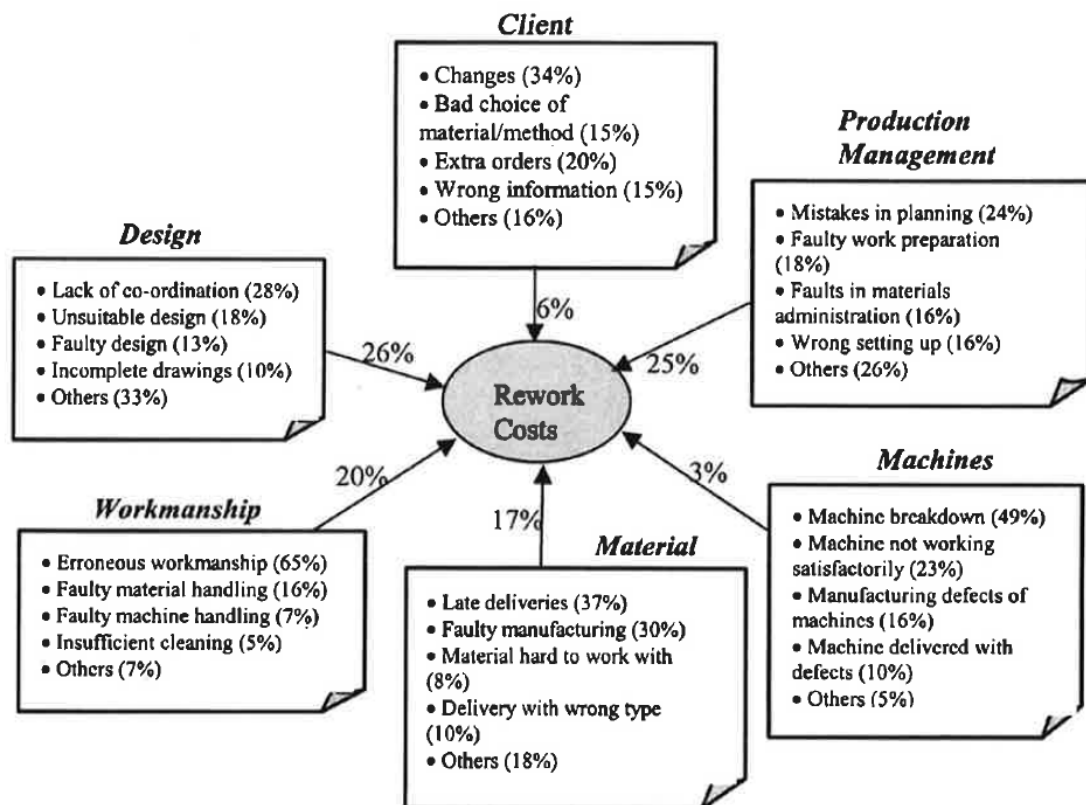 Client
• Changes (34%)
• Bad choice of
material/method (15%)
• Extra orders (20%)
• Wrong information (15%)
• Others (16%)
Production
Management
• Mistakes in planning (24%)
• Faulty work preparation
(18%)
• Faults in materials
administration (16%)
• Wrong setting up (16%)
• Others (26%)
Design
• Lack of co-ordination (28%)
• Unsuitable design (18%)
• Faulty design (13%)
• Incomplete drawings (10%)
• Others (33%)
6%
26%
25%
Rework
Costs
20%
17%
3%
Workmanship
• Erroneous workmanship (65%)
• Faulty material handling (16%)
• Faulty machine handling (7%)
• Insufficient cleaning (5%)
• Others (7%)
Material
• Late deliveries (37%)
• Faulty manufacturing (30%)
• Material hard to work with
(8%)
• Delivery with wrong type
(10%)
• Others (18%)
Machines
• Machine breakdown (49%)
• Machine not working
satisfactorily (23%)
• Manufacturing defects of
machines (16%)
• Machine delivered with
defects (10%)
• Others (5%)